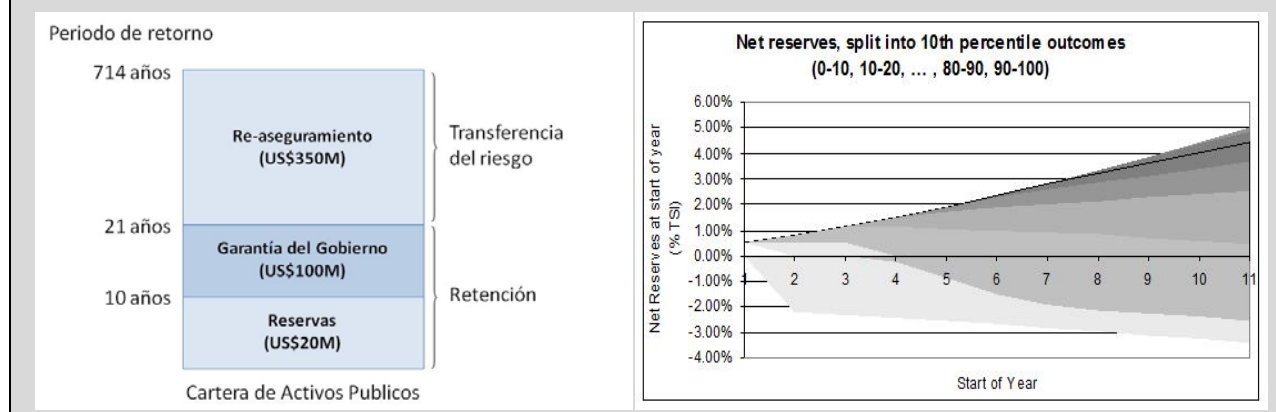 Periodo de retorno
714 años
Re-aseguramiento
(US$350M)
Transferencia
del riesgo
21 años
Garantía del Gobierno
(US$100M)
10 años
Retención
Reservas
(US$20M)
Cartera de Activos Publicos
Net reserves, split into 10th percentile outcomes
(0-10, 10-20, ... , 80-90, 90-100)
Net Reserves at start of year
(% TSI)
6.00%
5.00%
4.00%
3.00%
2.00%
1.00%
0.00%
-1.00%
-2.00%
-3.00%
-4.00%
1 2 3 4 5 6 7 8 9 10 11
Start of Year